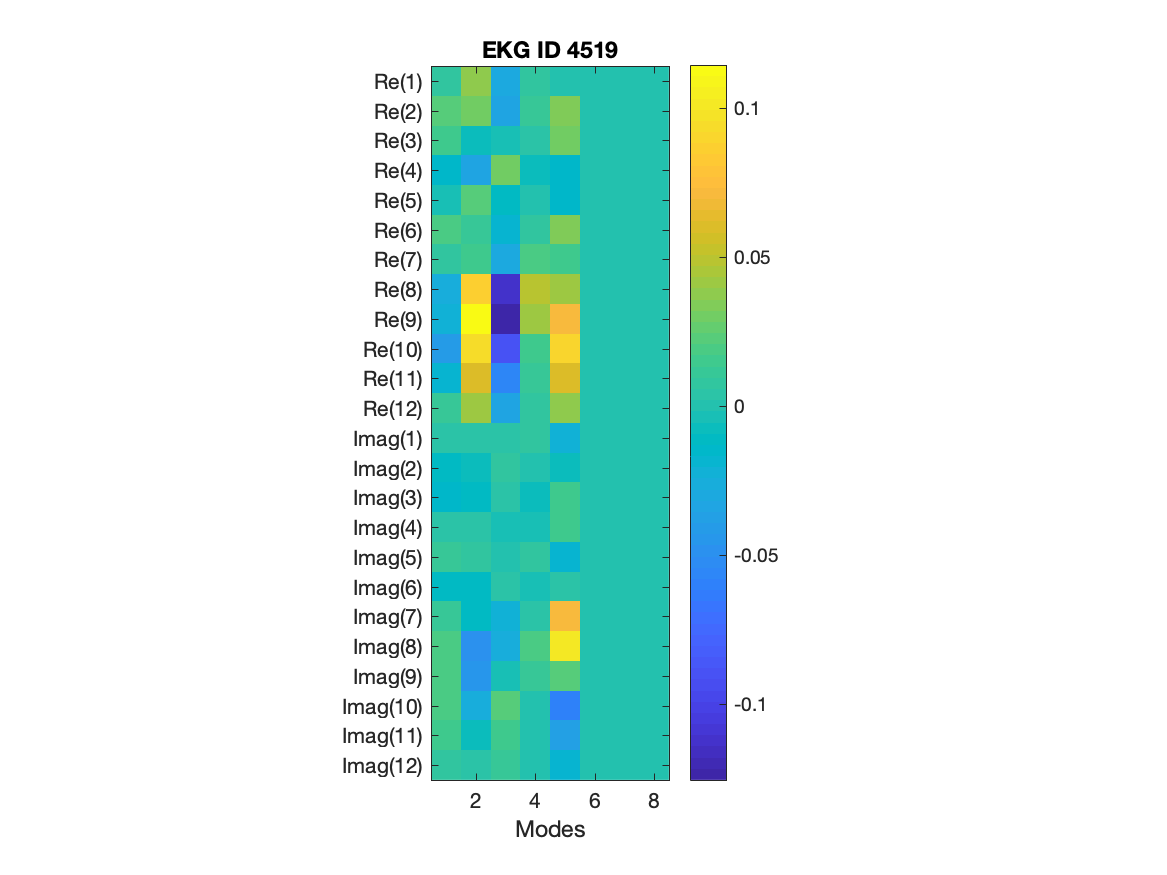 EKG ID 4519
Re(1)
Re(2)
Re(3)
Re(4)
Re(5)
Re(6)
Re(7)
Re(8)
Re(9)
Re(10)
Re(11)
Re(12)
Imag(1)
Imag(2)
Imag(3)
Imag(4)
Imag(5)
Imag(6)
Imag(7)
Imag(8)
Imag(9)
Imag(10)
Imag(11)
Imag(12)
2 4 6 8
Modes
0.1
0.05
0
-0.05
-0.1